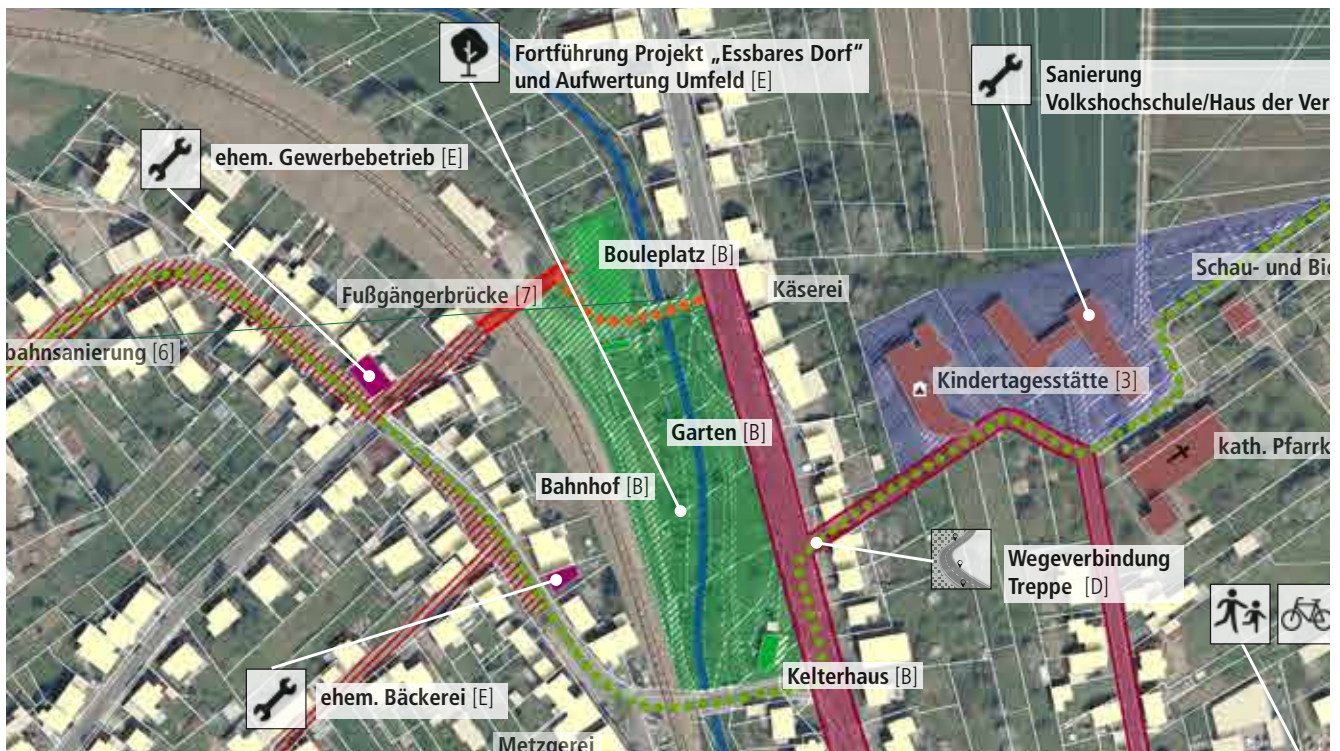 Fortführung Projekt „Essbares Dorf“
und Aufwertung Umfeld [E]
Sanierung
Volkshochschule/Haus der Ver
ehem. Gewerbebetrieb [E]
Bouleplatz [B]
Schau- und Bi
Fußgängerbrücke [7]
Käserei
bahnsanierung [6]
Kindertagesstätte [3]
Garten [B]
kath. Pfarrk
Bahnhof [B]
Wegeverbindung
Treppe [D]
Kelterhaus [B]
ehem. Bäckerei [E]
Metzgerei